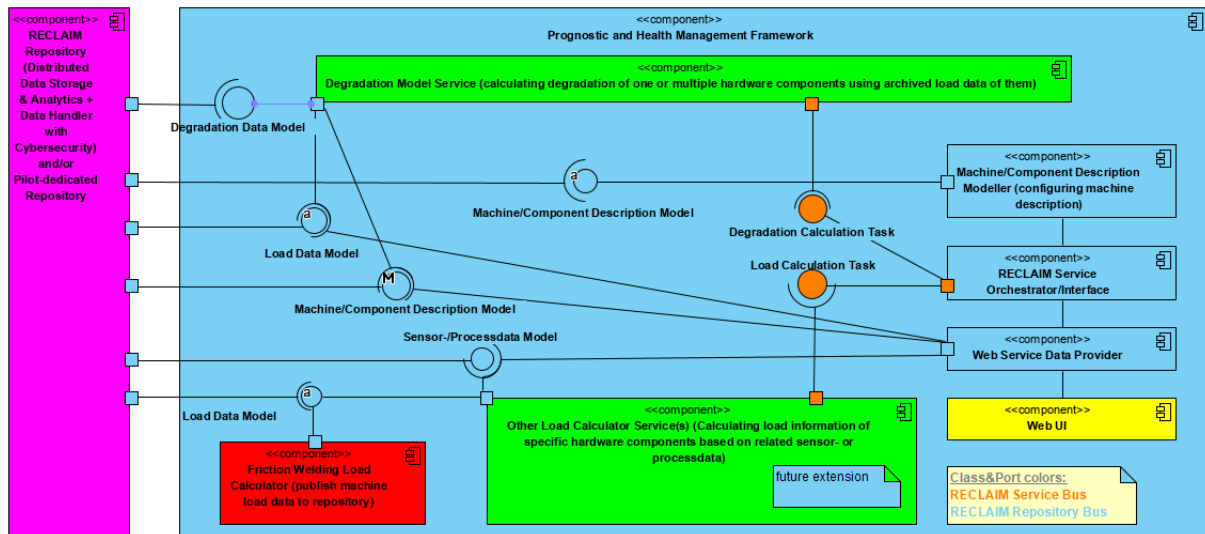 <<component>>
RECLAIM
Repository
(Distributed
Data Storage
& Analytics +
Data Handler
with
Cybersecurity)
and/or
Pilot-dedicated
Repository
<<component>>
Prognostic and Health Management Framework
<<component>>
Degradation Model Service (calculating degradation of one or multiple hardware components using archived load data of them)
Degradation Data Model
a
Machine/Component Description Model
<<component>>
Machine/Component Description
Modeller (configuring machine
description)
a
Load Data Model
Degradation Calculation Task
Load Calculation Task
<<component>>
RECLAIM Service
Orchestrator/Interface
M
Machine/Component Description Model
Sensor-/Processdata Model
<<component>>
Web Service Data Provider
a
Load Data Model
<<component>>
Friction Welding Load
Calculator (publish machine
load data to repository)
<<component>>
Other Load Calculator Service(s) (Calculating load information of
specific hardware components based on related sensor- or
processdata)
future extension
<<component>>
Web UI
Class&Port colors:
RECLAIM Service Bus
RECLAIM Repository Bus